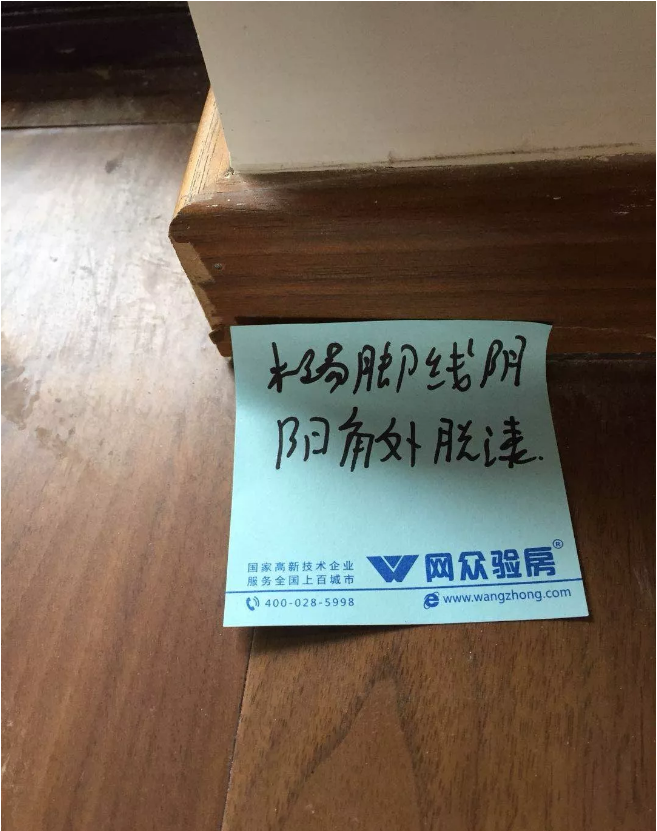 木踢脚线阴
阳角处脱漆.
国家高新技术企业
服务全国上百城市
网众验房®
400-028-5998
www.wangzhong.com